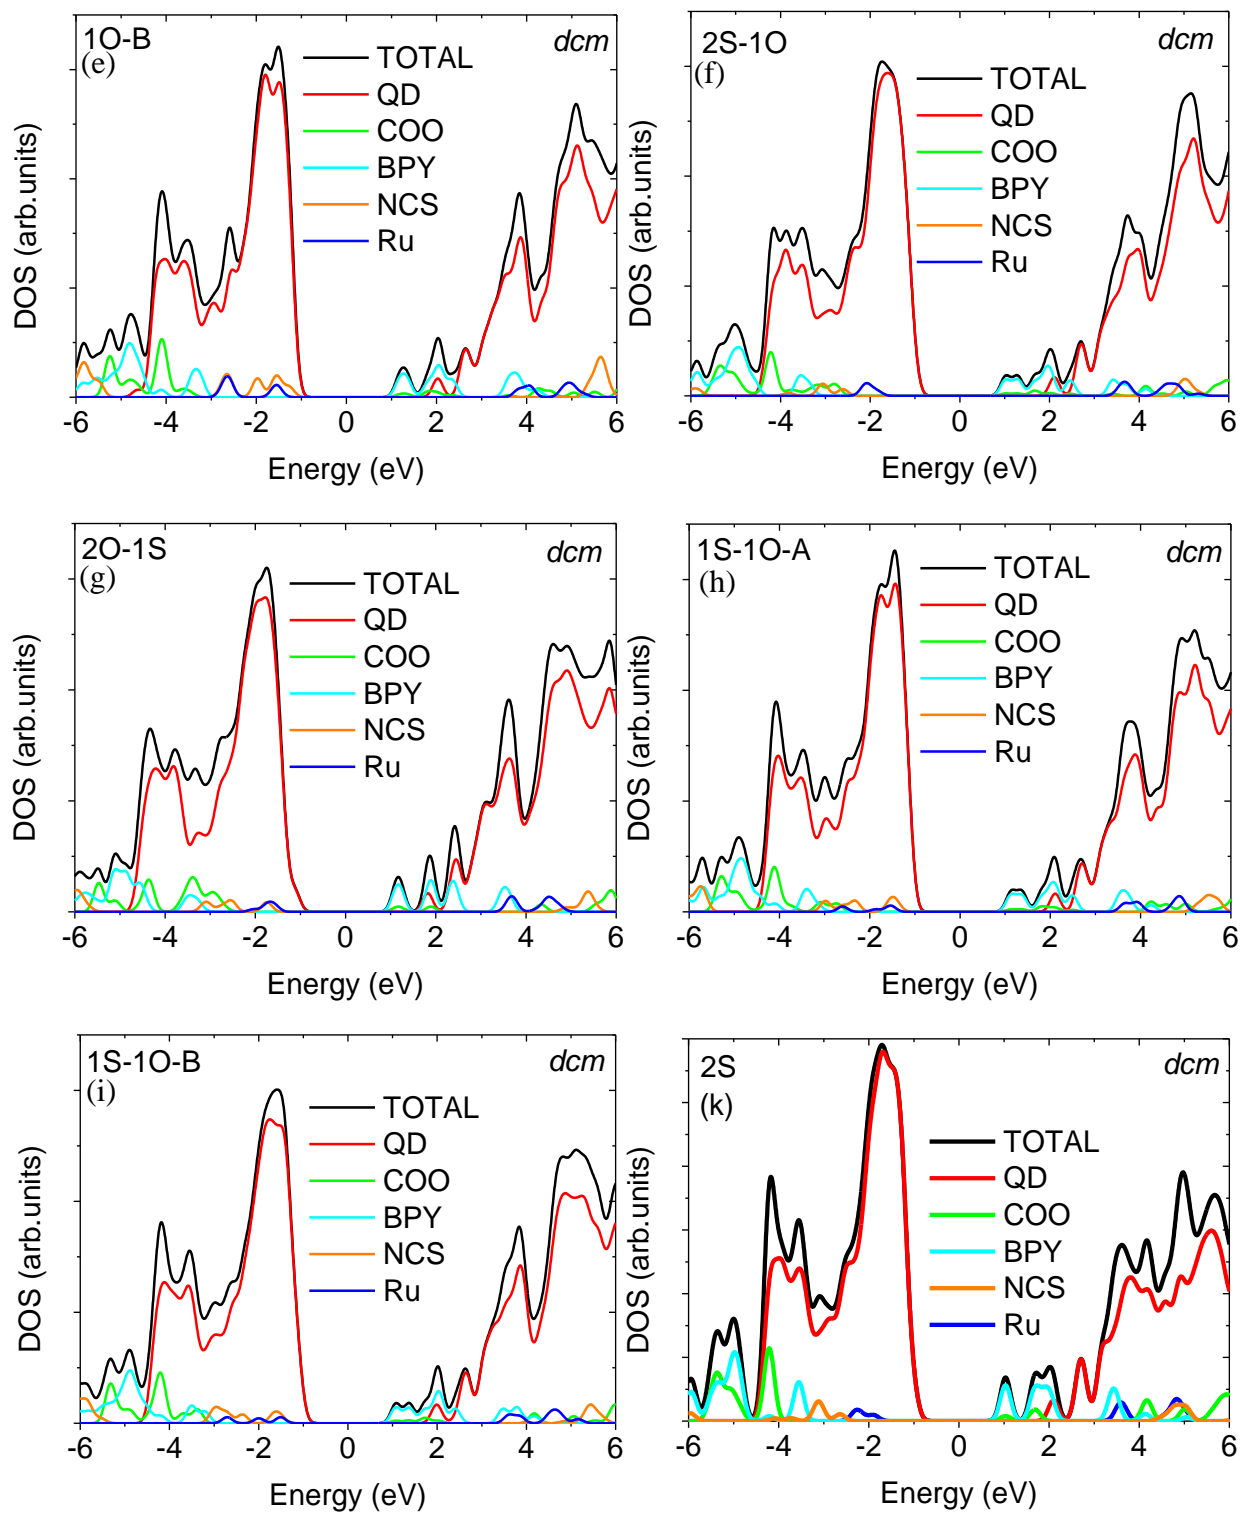 1O-B
(e)
dcm
TOTAL
QD
COO
BPY
NCS
Ru
DOS (arb.units)
-6 -4 -2 0 2 4 6
Energy (eV)
2S-1O
(f)
dcm
TOTAL
QD
COO
BPY
NCS
Ru
DOS (arb.units)
-6 -4 -2 0 2 4 6
Energy (eV)
2O-1S
(g)
dcm
TOTAL
QD
COO
BPY
NCS
Ru
DOS (arb.units)
-6 -4 -2 0 2 4 6
Energy (eV)
1S-1O-A
(h)
dcm
TOTAL
QD
COO
BPY
NCS
Ru
DOS (arb.units)
-6 -4 -2 0 2 4 6
Energy (eV)
1S-1O-B
(i)
dcm
TOTAL
QD
COO
BPY
NCS
Ru
DOS (arb.units)
-6 -4 -2 0 2 4 6
Energy (eV)
2S
(k)
dcm
TOTAL
QD
COO
BPY
NCS
Ru
DOS (arb.units)
-6 -4 -2 0 2 4 6
Energy (eV)